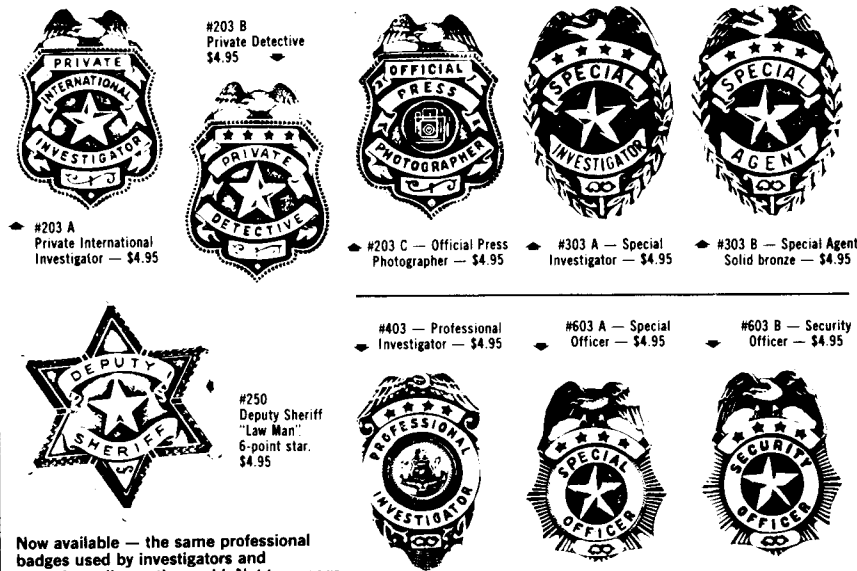 #203 B
Private Detective
$4.95
PRIVATE
INTERNATIONAL
INVESTIGATOR
PRIVATE
DETECTIVE
OFFICIAL
PRESS
PHOTOGRAPHER
SPECIAL
INVESTIGATOR
SPECIAL
AGENT
#203 A
Private International
Investigator — $4.95
#203 C — Official Press
Photographer — $4.95
#303 A — Special
Investigator — $4.95
#303 B — Special Agent
Solid bronze — $4.95
DEPUTY
SHERIFF
#250
Deputy Sheriff
"Law Man"
6-point star.
$4.95
#403 — Professional
Investigator — $4.95
#603 A — Special
Officer — $4.95
#603 B — Security
Officer — $4.95
PROFESSIONAL
INVESTIGATOR
SPECIAL
OFFICER
SECURITY
OFFICER
Now available — the same professional
badges used by investigators and